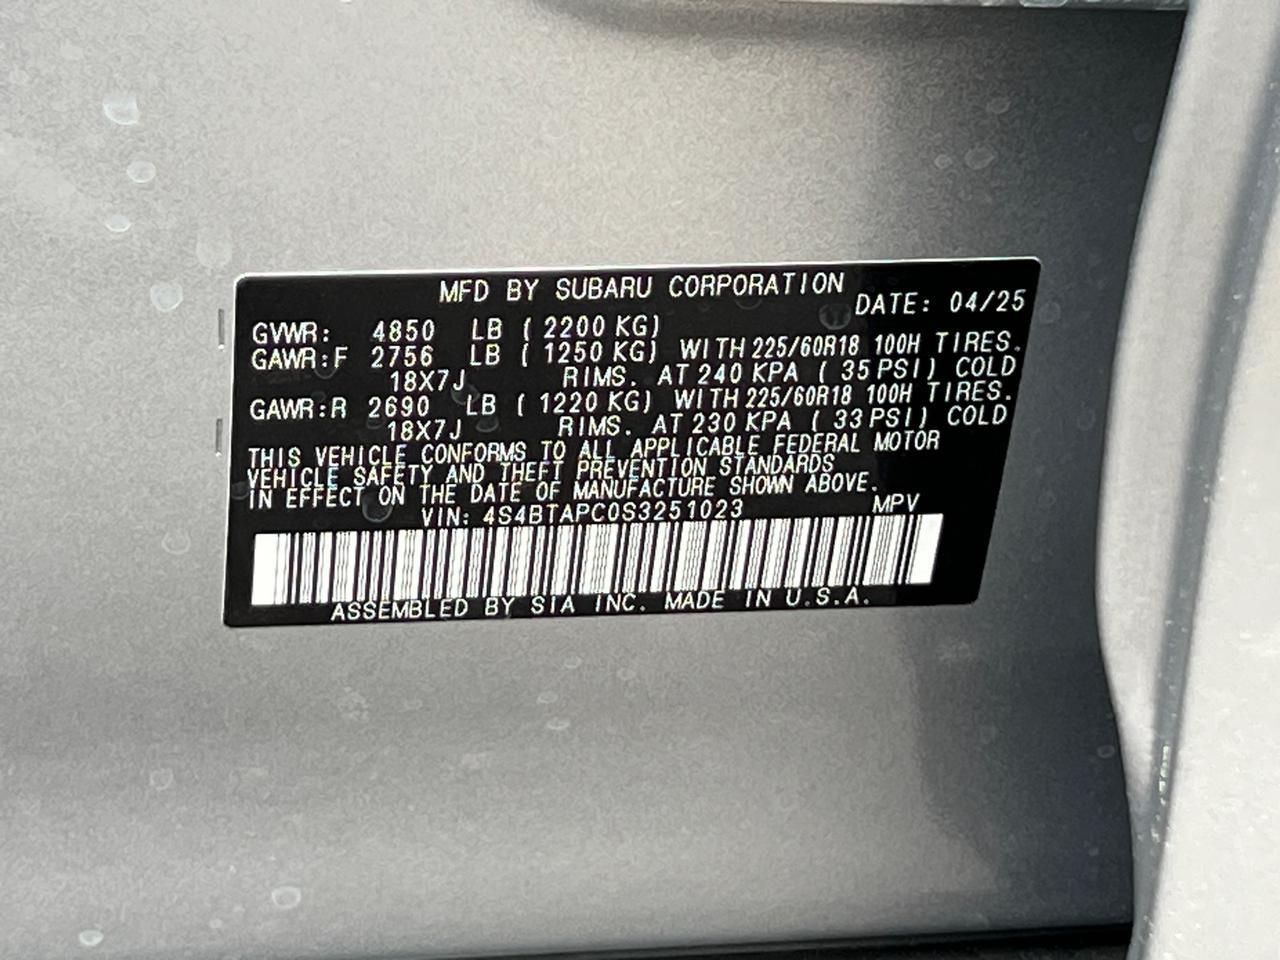 MFD BY SUBARU CORPORATION
DATE: 04/25
GVWR: 4850 LB ( 2200 KG)
GAWR:F 2756 LB ( 1250 KG) WITH 225/60R18 100H TIRES.
18X7J RIMS. AT 240 KPA ( 35 PSI) COLD
GAWR:R 2690 LB ( 1220 KG) WITH 225/60R18 100H TIRES.
18X7J RIMS. AT 230 KPA ( 33 PSI) COLD
THIS VEHICLE CONFORMS TO ALL APPLICABLE FEDERAL MOTOR
VEHICLE SAFETY AND THEFT PREVENTION STANDARDS
IN EFFECT ON THE DATE OF MANUFACTURE SHOWN ABOVE.
VIN: 4S4BTAPC0S3251023 MPV
ASSEMBLED BY SIA INC. MADE IN U.S.A.